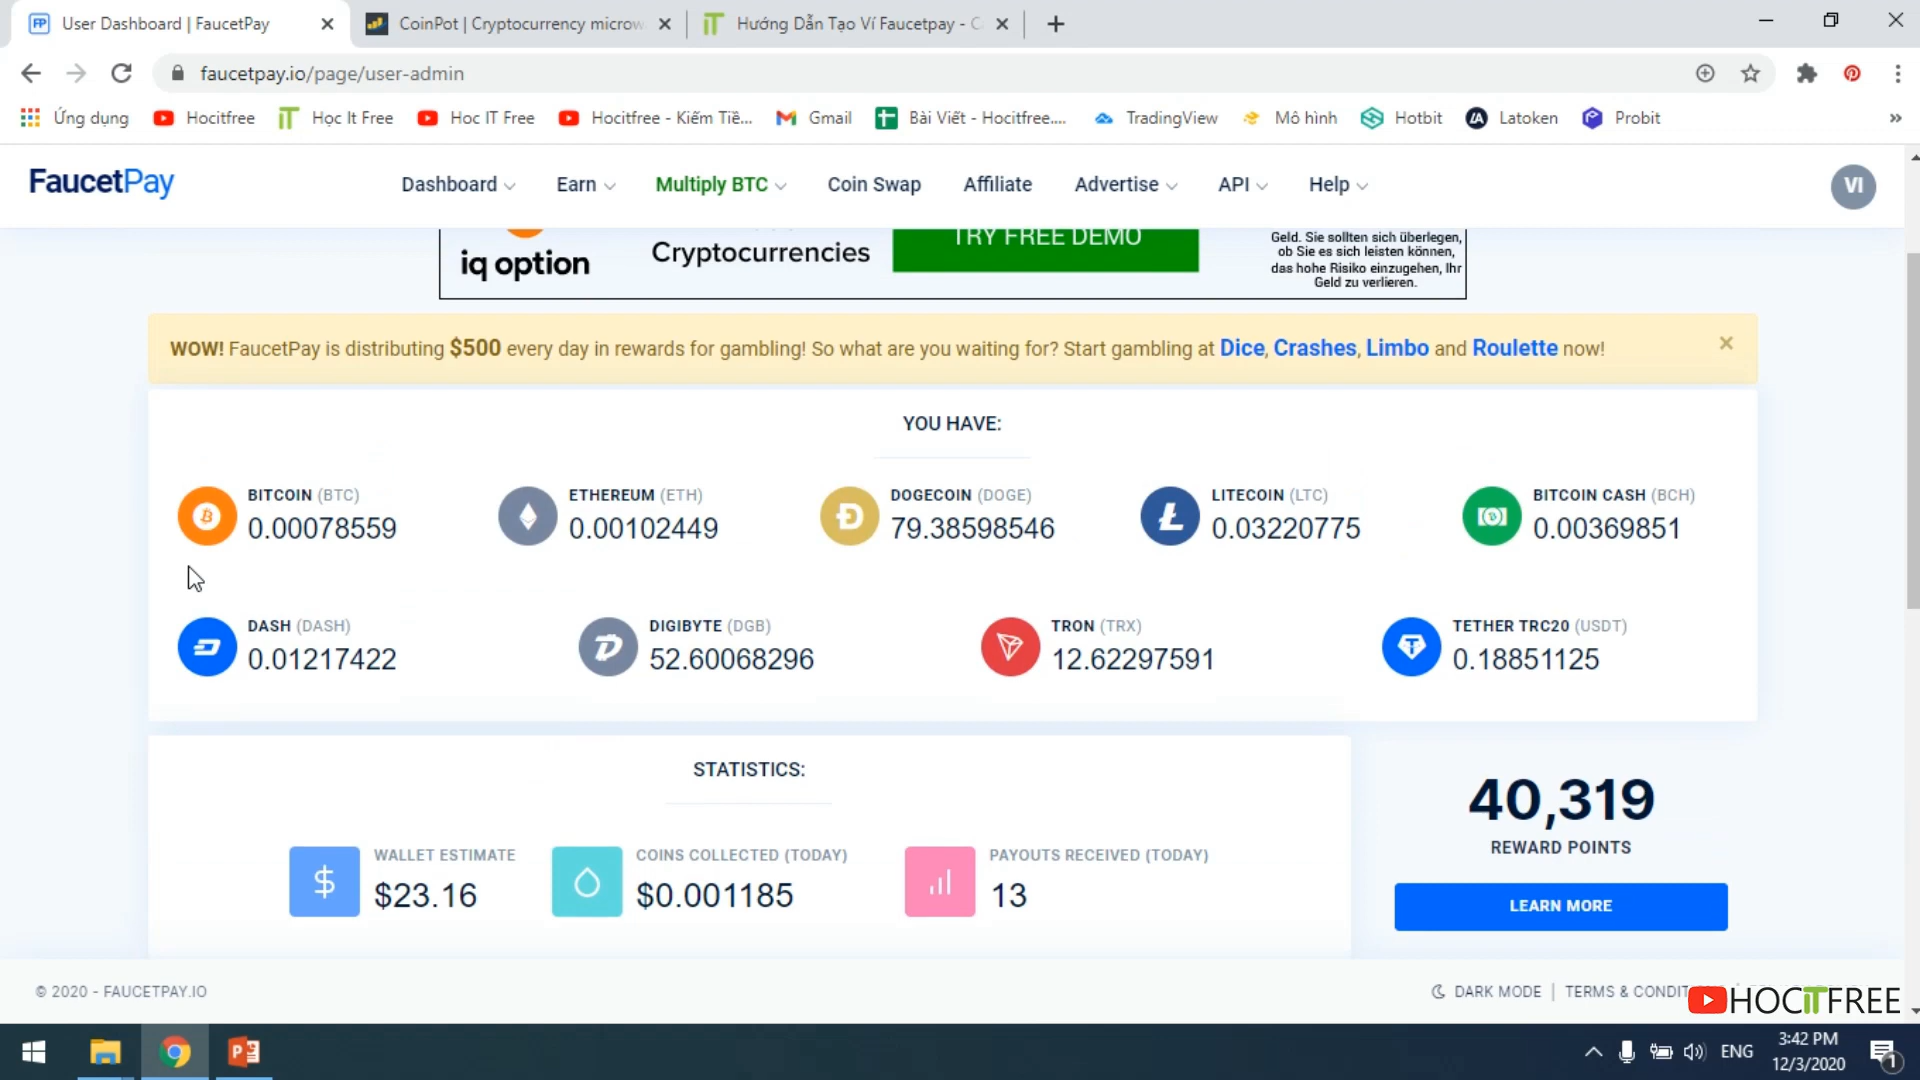 User Dashboard | FaucetPay
CoinPot | Cryptocurrency microw
Hướng Dẫn Tạo Ví Faucetpay - C
faucetpay.io/page/user-admin
Ứng dụng
Hocitfree
Học It Free
Hoc IT Free
Hocitfree - Kiếm Tiề...
Gmail
Bài Viết - Hocitfree....
TradingView
Mô hình
Hotbit
Latoken
Probit
»
FaucetPay
Dashboard
Earn
Multiply BTC
Coin Swap
Affiliate
Advertise
API
Help
VI
iq option
Cryptocurrencies
TRY FREE DEMO
Geld. Sie sollten sich überlegen,
ob Sie es sich leisten können,
das hohe Risiko einzugehen, Ihr
Geld zu verlieren.
WOW! FaucetPay is distributing $500 every day in rewards for gambling! So what are you waiting for? Start gambling at Dice, Crashes, Limbo and Roulette now!
YOU HAVE:
BITCOIN (BTC)
0.00078559
ETHEREUM (ETH)
0.00102449
DOGECOIN (DOGE)
79.38598546
LITECOIN (LTC)
0.03220775
BITCOIN CASH (BCH)
0.00369851
DASH (DASH)
0.01217422
DIGIBYTE (DGB)
52.60068296
TRON (TRX)
12.62297591
TETHER TRC20 (USDT)
0.18851125
STATISTICS:
WALLET ESTIMATE
$23.16
COINS COLLECTED (TODAY)
$0.001185
PAYOUTS RECEIVED (TODAY)
13
40,319
REWARD POINTS
LEARN MORE
© 2020 - FAUCETPAY.IO
DARK MODE | TERMS & CONDIT
HOCITFREE
ENG
3:42 PM
12/3/2020
1